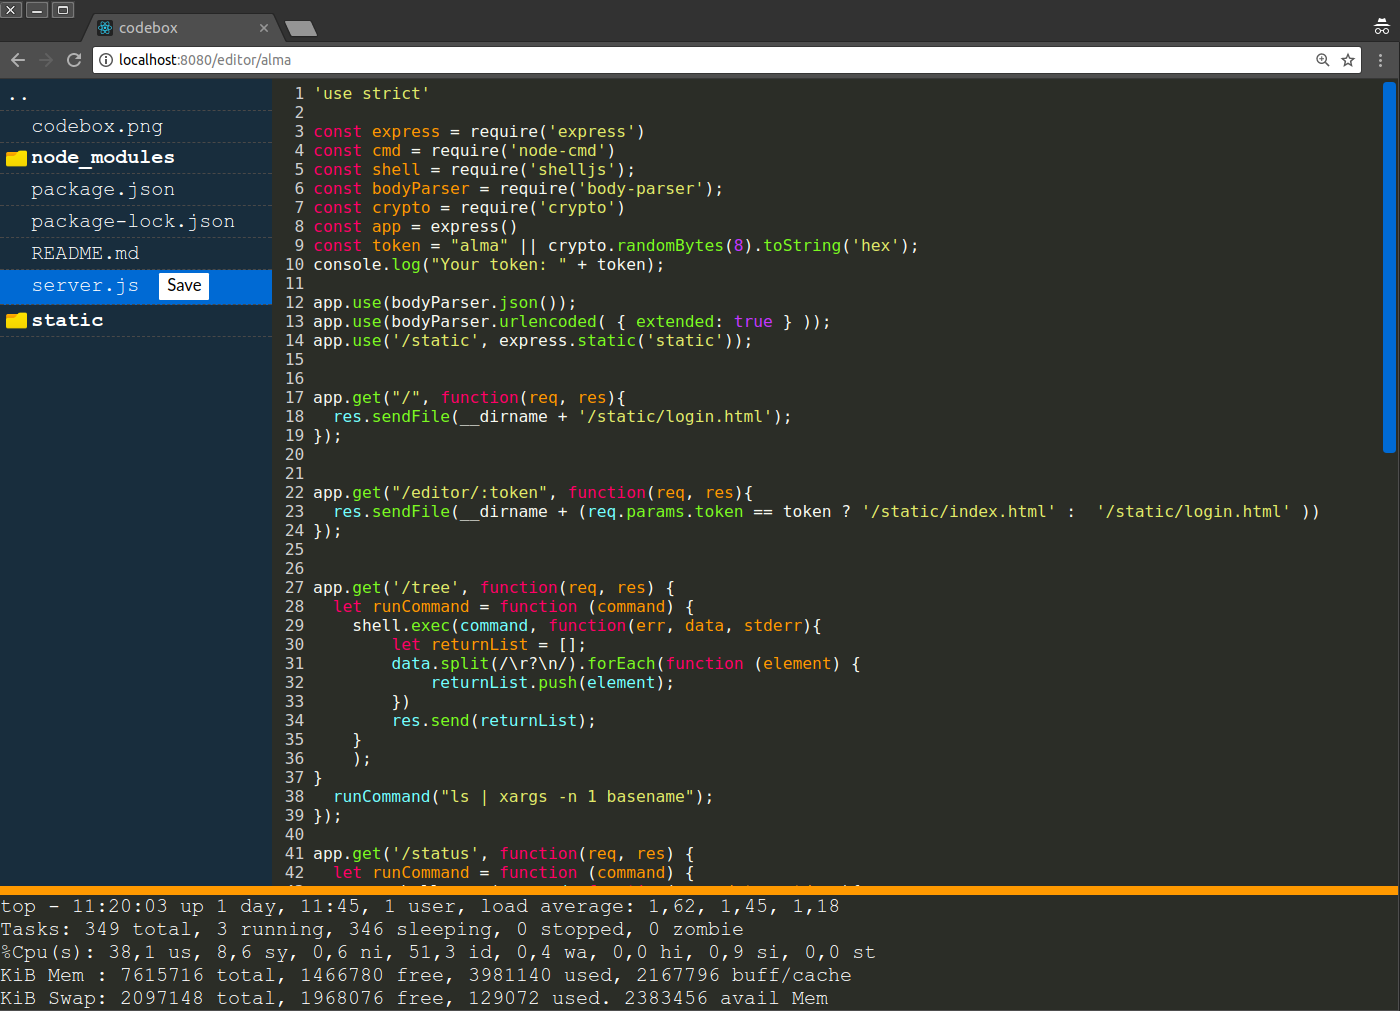 codebox
localhost:8080/editor/alma
..
codebox.png
node_modules
package.json
package-lock.json
README.md
server.js Save
static
1 'use strict'
2
3 const express = require('express')
4 const cmd = require('node-cmd')
5 const shell = require('shelljs');
6 const bodyParser = require('body-parser');
7 const crypto = require('crypto')
8 const app = express()
9 const token = "alma" || crypto.randomBytes(8).toString('hex');
10 console.log("Your token: " + token);
11
12 app.use(bodyParser.json());
13 app.use(bodyParser.urlencoded( { extended: true } ));
14 app.use('/static', express.static('static'));
15
16
17 app.get("/", function(req, res){
18   res.sendFile(__dirname + '/static/login.html');
19 });
20
21
22 app.get("/editor/:token", function(req, res){
23   res.sendFile(__dirname + (req.params.token == token ? '/static/index.html' :  '/static/login.html' ))
24 });
25
26
27 app.get('/tree', function(req, res) {
28   let runCommand = function (command) {
29     shell.exec(command, function(err, data, stderr){
30         let returnList = [];
31         data.split(/\r?\n/).forEach(function (element) {
32             returnList.push(element);
33         })
34         res.send(returnList);
35     }
36     );
37 }
38   runCommand("ls | xargs -n 1 basename");
39 });
40
41 app.get('/status', function(req, res) {
42   let runCommand = function (command) {
top - 11:20:03 up 1 day, 11:45, 1 user, load average: 1,62, 1,45, 1,18
Tasks: 349 total, 3 running, 346 sleeping, 0 stopped, 0 zombie
%Cpu(s): 38,1 us, 8,6 sy, 0,6 ni, 51,3 id, 0,4 wa, 0,0 hi, 0,9 si, 0,0 st
KiB Mem : 7615716 total, 1466780 free, 3981140 used, 2167796 buff/cache
KiB Swap: 2097148 total, 1968076 free, 129072 used. 2383456 avail Mem